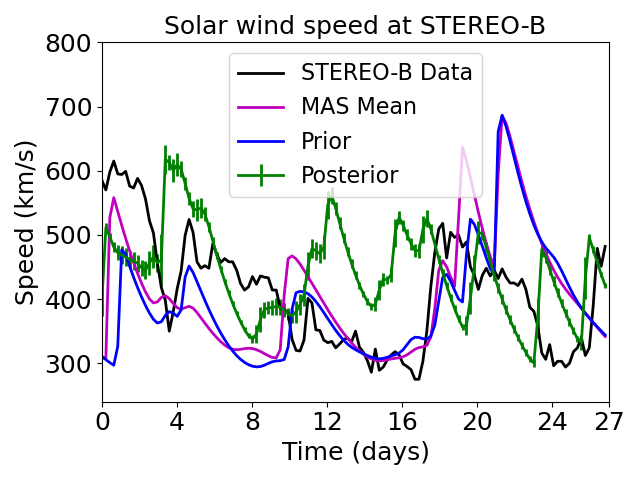 Solar wind speed at STEREO-B
800
700
600
500
400
300
Speed (km/s)
STEREO-B Data
MAS Mean
Prior
Posterior
0 4 8 12 16 20 24 27
Time (days)